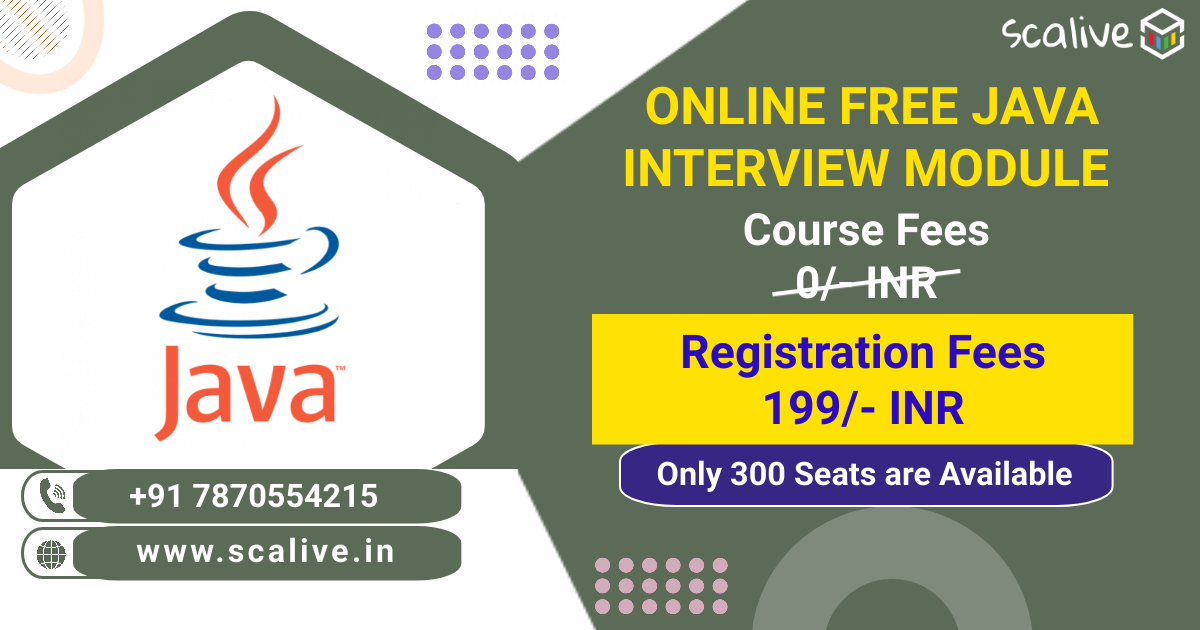 scalive
ONLINE FREE JAVA
INTERVIEW MODULE
Course Fees
0/- INR
Registration Fees
199/- INR
Only 300 Seats are Available
Java™
+91 7870554215
www.scalive.in